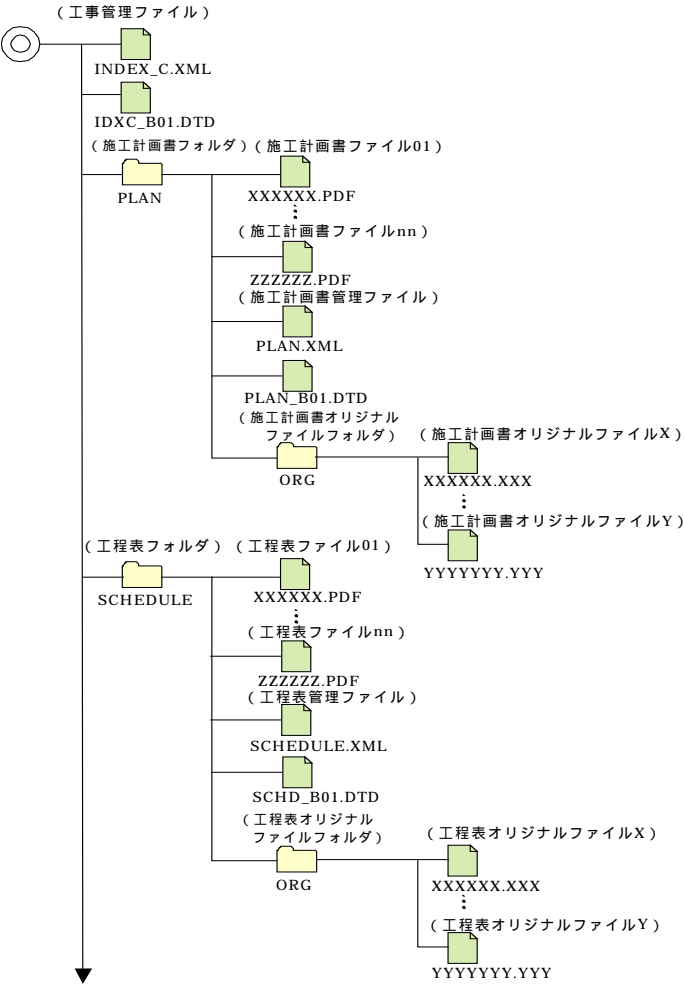 （工事管理ファイル）
INDEX_C.XML
IDXC_B01.DTD
（施工計画書フォルダ）（施工計画書ファイル01）
PLAN
XXXXXX.PDF
（施工計画書ファイルnn）
ZZZZZZ.PDF
（施工計画書管理ファイル）
PLAN.XML
PLAN_B01.DTD
（施工計画書オリジナル
ファイルフォルダ）
（施工計画書オリジナルファイルX）
ORG
XXXXXX.XXX
（施工計画書オリジナルファイルY）
YYYYYYY.YYY
（工程表フォルダ）（工程表ファイル01）
SCHEDULE
XXXXXX.PDF
（工程表ファイルnn）
ZZZZZZ.PDF
（工程表管理ファイル）
SCHEDULE.XML
SCHD_B01.DTD
（工程表オリジナル
ファイルフォルダ）
（工程表オリジナルファイルX）
ORG
XXXXXX.XXX
（工程表オリジナルファイルY）
YYYYYYY.YYY